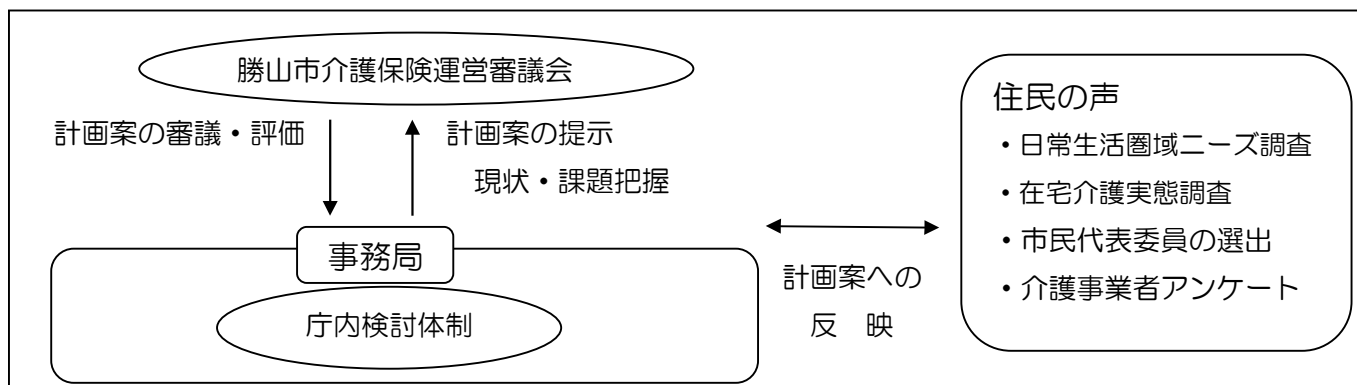 勝山市介護保険運営審議会
計画案の審議・評価
計画案の提示
現状・課題把握
事務局
庁内検討体制
計画案への
反　映
住民の声
・日常生活圏域ニーズ調査
・在宅介護実態調査
・市民代表委員の選出
・介護事業者アンケート